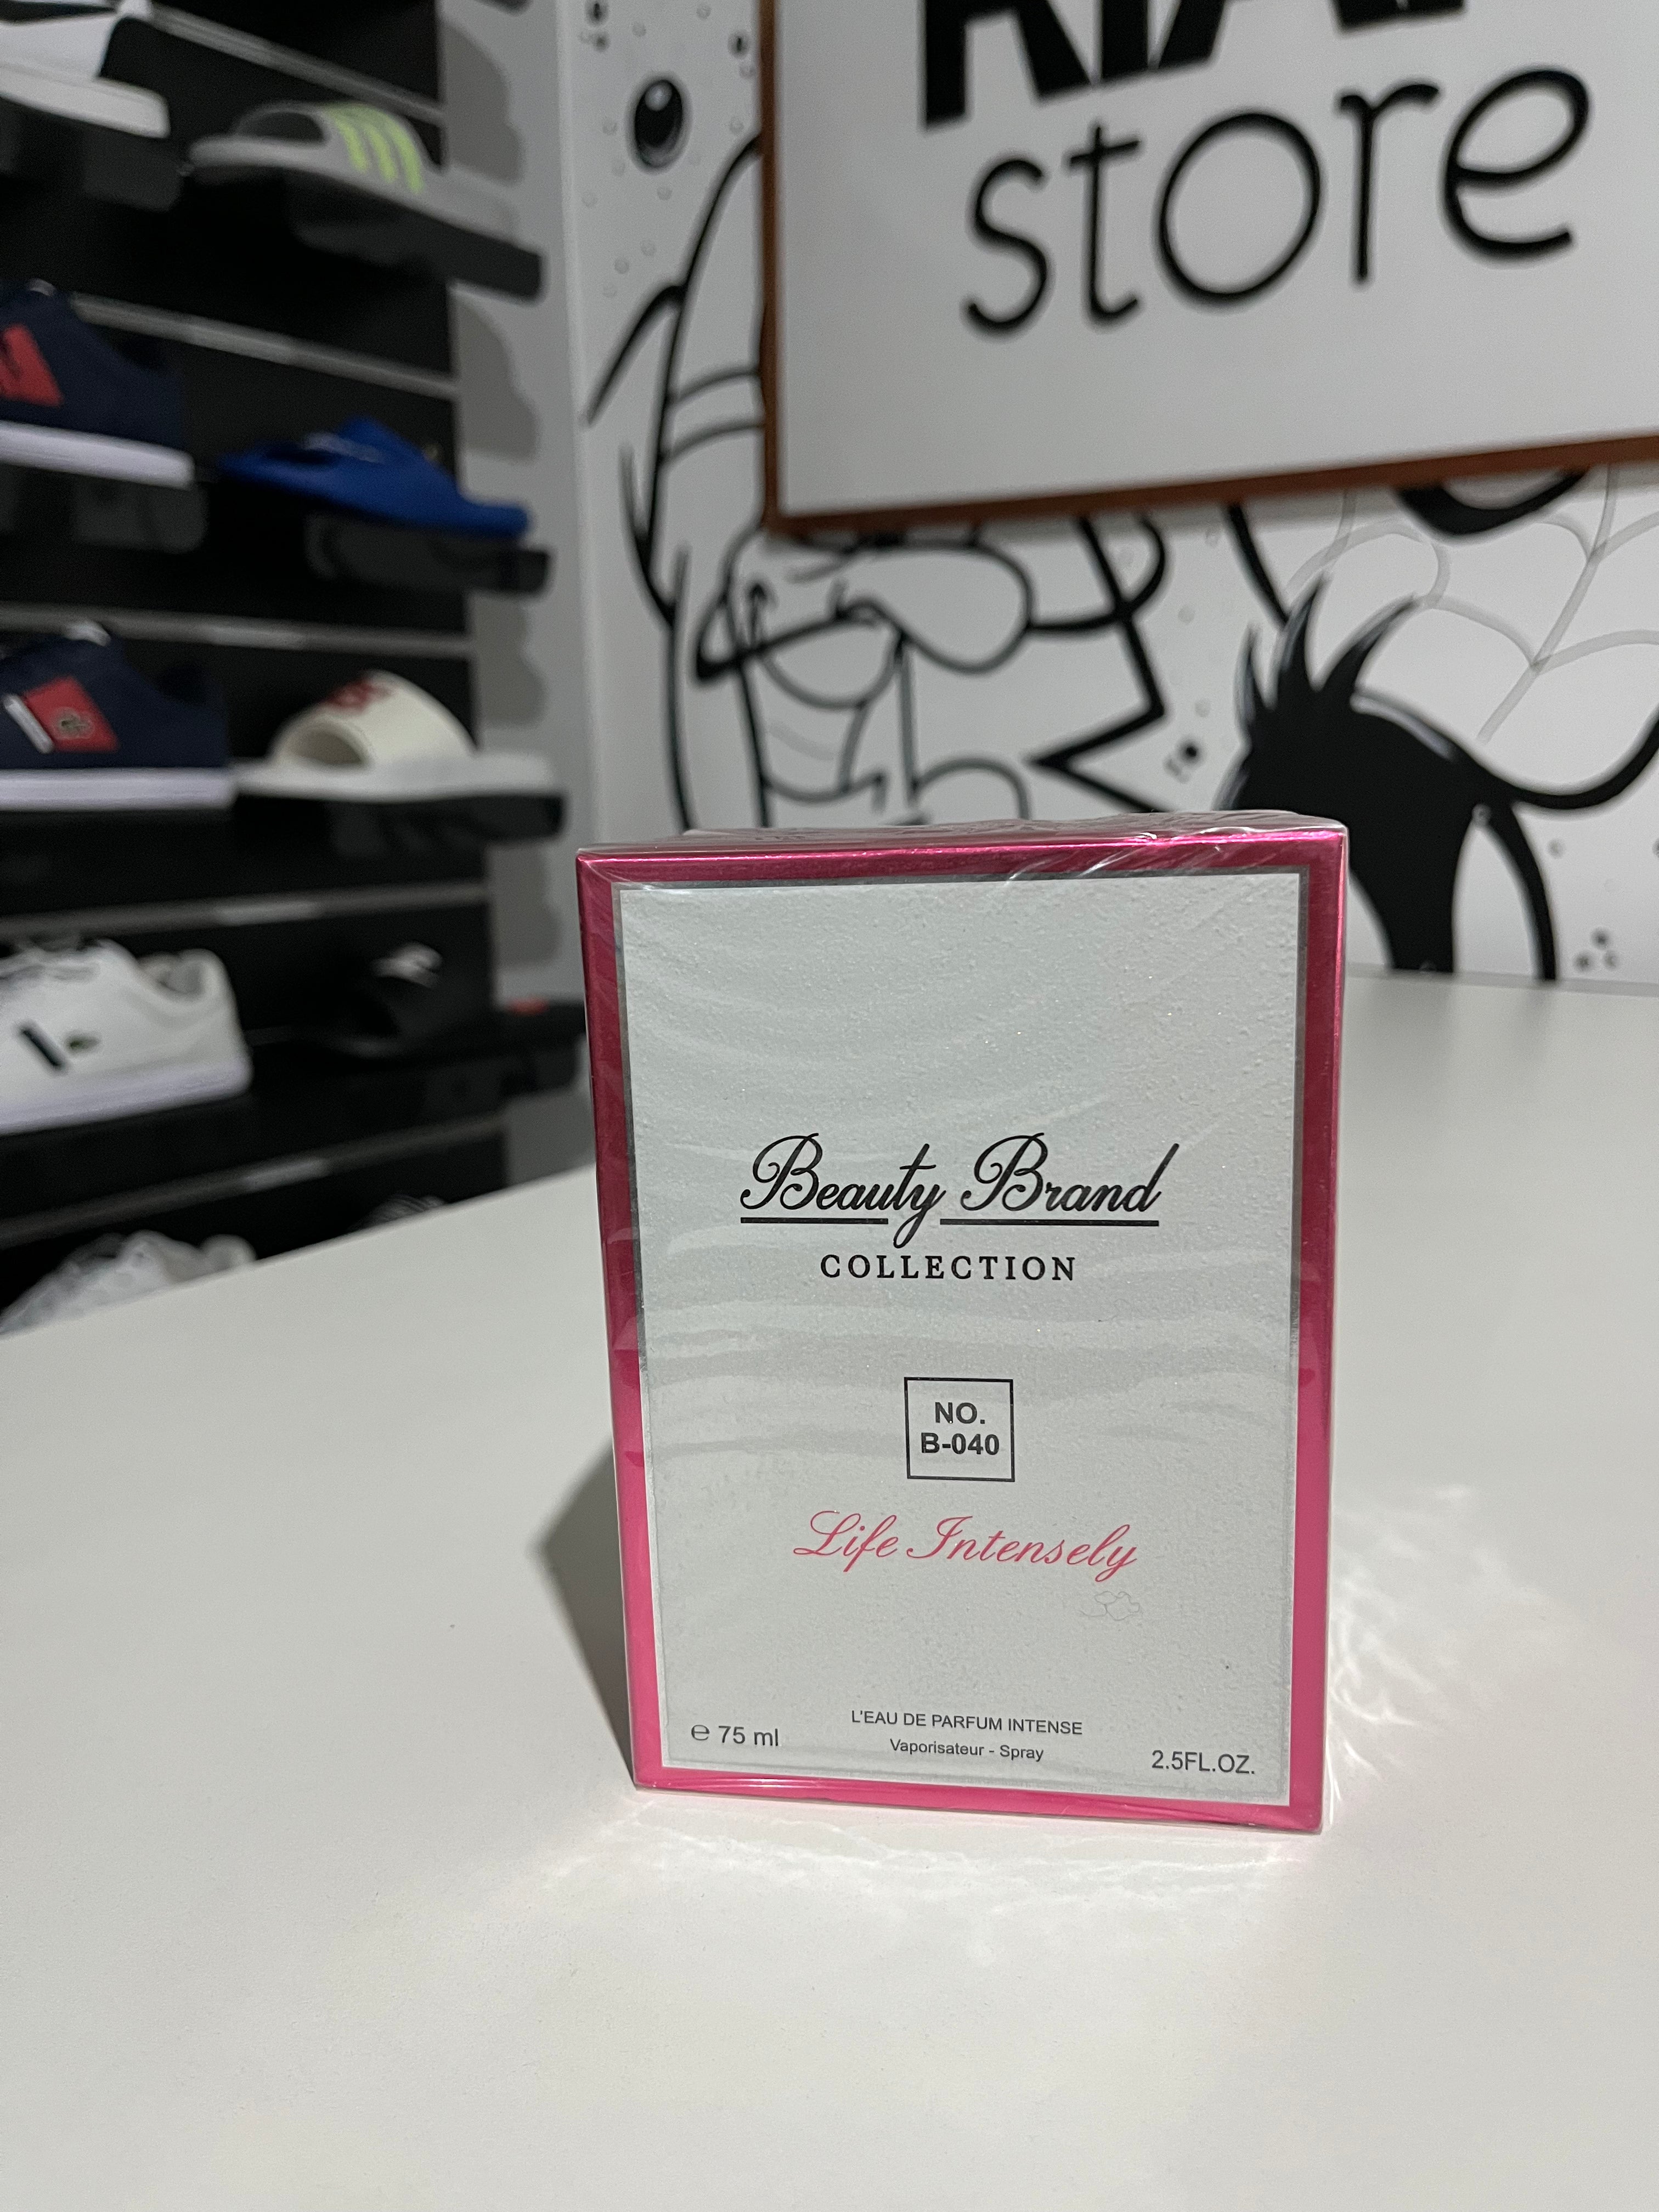 store
Beauty Brand
COLLECTION
NO.
B-040
Life Intensely
L'EAU DE PARFUM INTENSE
℮ 75 ml
Vaporisateur - Spray
2.5FL.OZ.